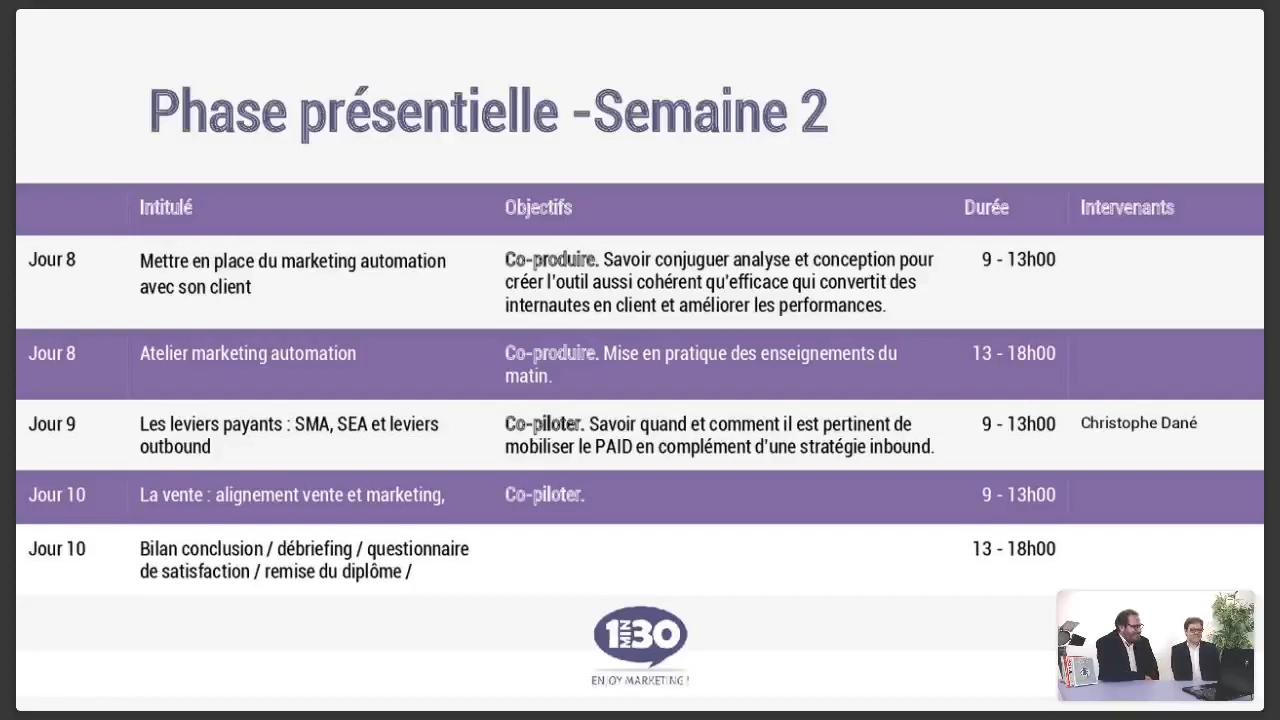 Phase présentielle -Semaine 2
Intitulé Objectifs Durée Intervenants
Jour 8 Mettre en place du marketing automation avec son client Co-produire. Savoir conjuguer analyse et conception pour créer l'outil aussi cohérent qu'efficace qui convertit des internautes en client et améliorer les performances. 9 - 13h00
Jour 8 Atelier marketing automation Co-produire. Mise en pratique des enseignements du matin. 13 - 18h00
Jour 9 Les leviers payants : SMA, SEA et leviers outbound Co-piloter. Savoir quand et comment il est pertinent de mobiliser le PAID en complément d'une stratégie inbound. 9 - 13h00 Christophe Dané
Jour 10 La vente : alignement vente et marketing, Co-piloter. 9 - 13h00
Jour 10 Bilan conclusion / débriefing / questionnaire de satisfaction / remise du diplôme / 13 - 18h00
1 MIN 30
ENJOY MARKETING !